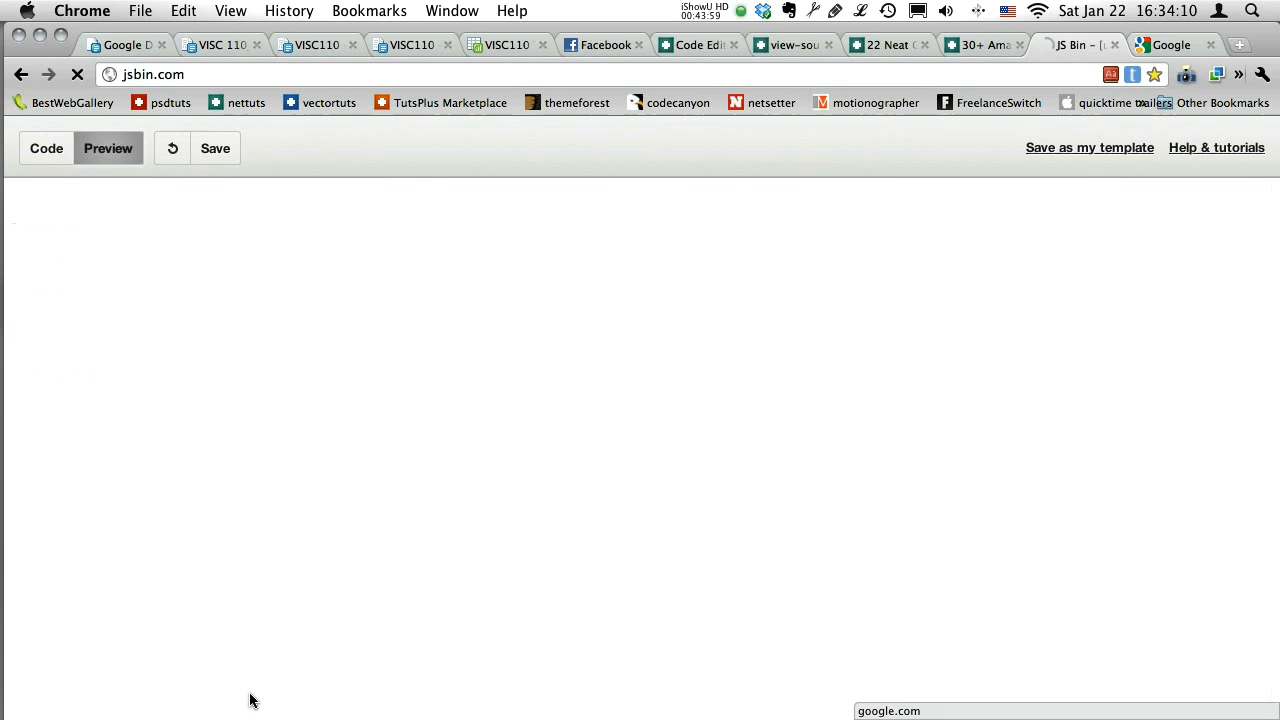 Chrome File Edit View History Bookmarks Window Help iShowU HD 00:43:59 Sat Jan 22 16:34:10
Google D VISC 110, VISC110 VISC110 VISC110 Facebook Code Edi view-sou 22 Neat 30+ Ama JS Bin – [ Google
jsbin.com
BestWebGallery psdtuts nettuts vectortuts TutsPlus Marketplace themeforest codecanyon netsetter motionographer FreelanceSwitch quicktime Other Bookmarks
Code Preview Save Save as my template Help & tutorials
google.com